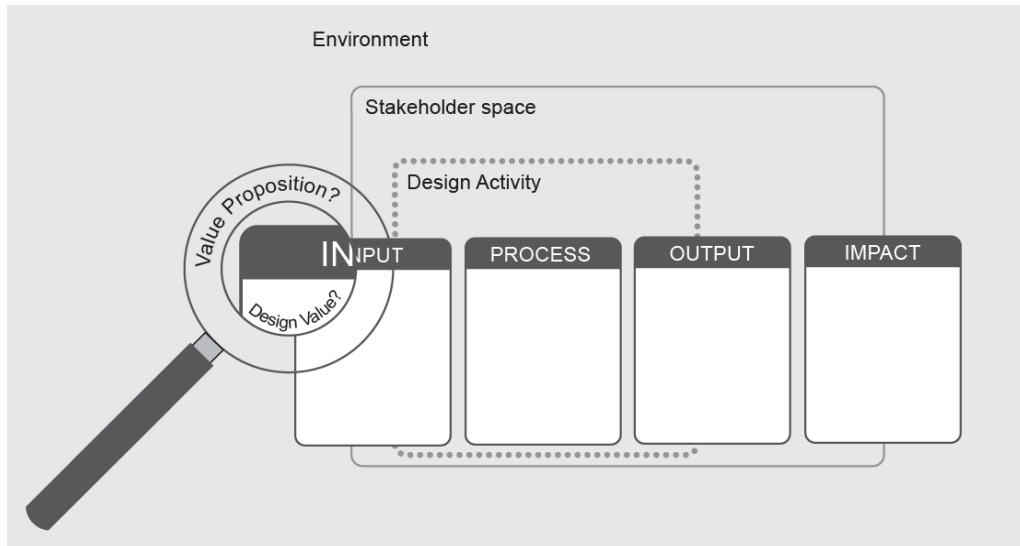 Environment
Stakeholder space
Design Activity
Value Proposition?
INPUT
PROCESS
OUTPUT
IMPACT
Design Value?